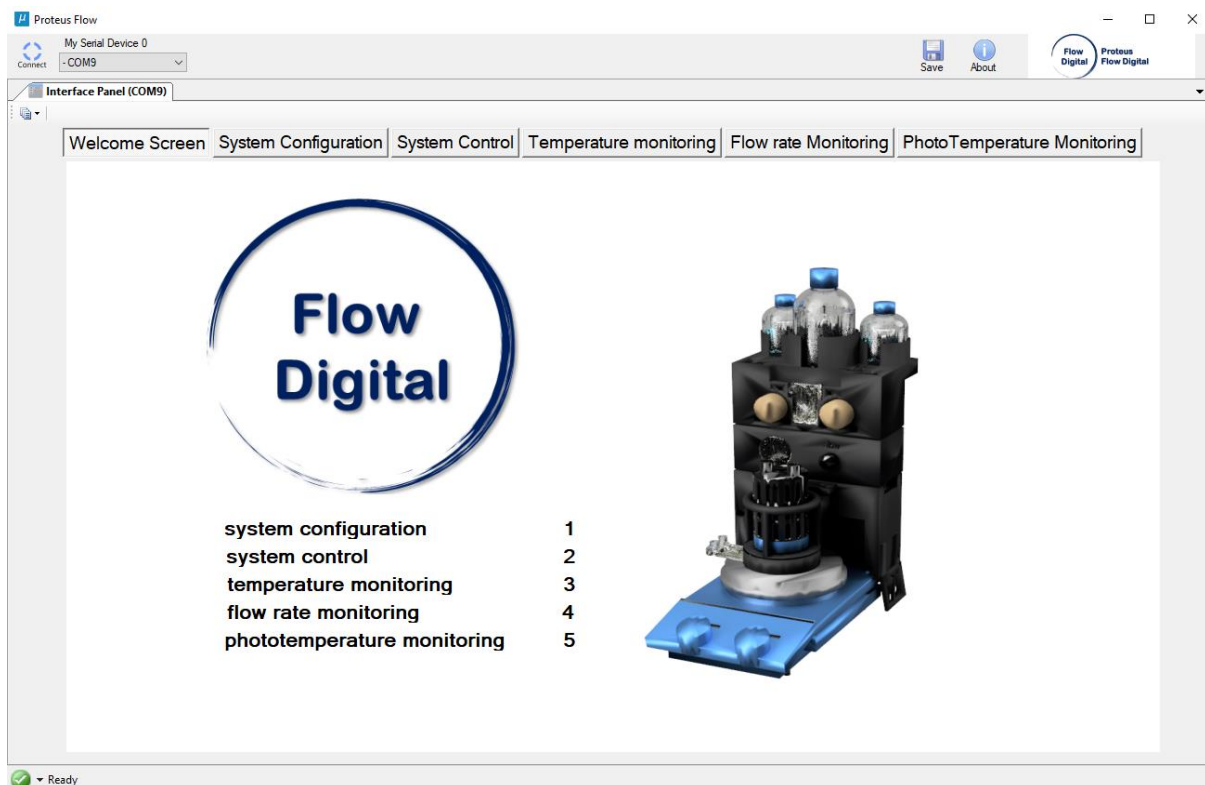 Proteus Flow
My Serial Device 0
Connect
- COM9
Save
About
Flow
Digital
Proteus
Flow Digital
Interface Panel (COM9)
Welcome Screen System Configuration System Control Temperature monitoring Flow rate Monitoring PhotoTemperature Monitoring
Flow
Digital
system configuration 1
system control 2
temperature monitoring 3
flow rate monitoring 4
phototemperature monitoring 5
Ready